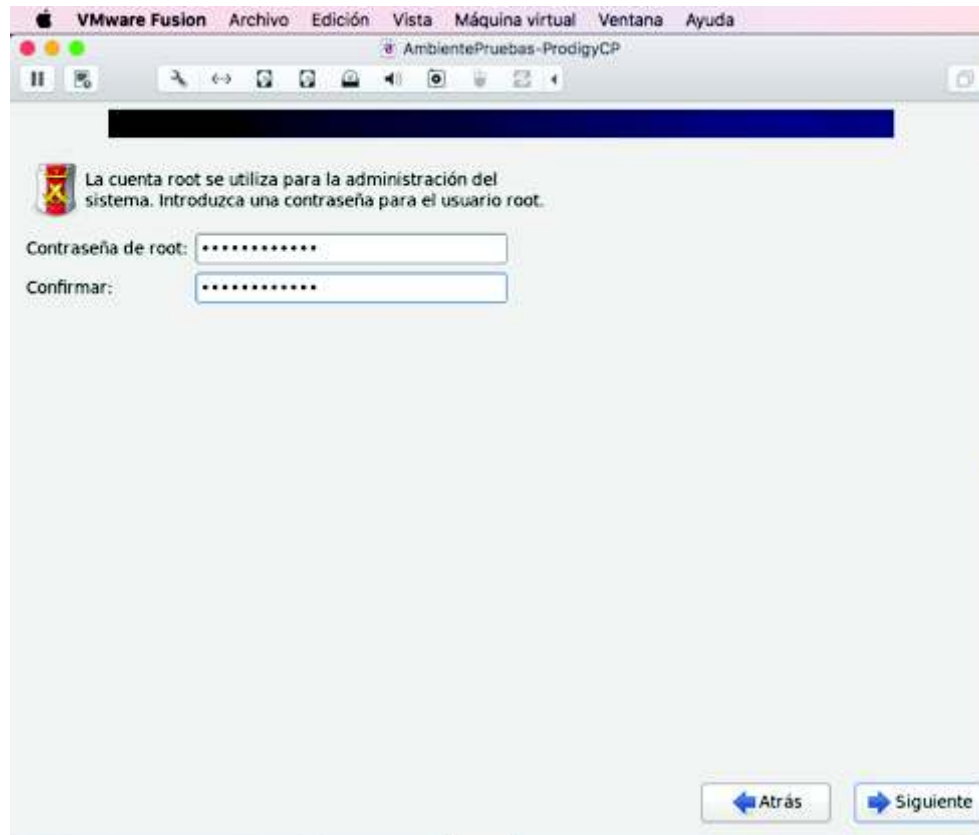 VMware Fusion Archivo Edición Vista Máquina virtual Ventana Ayuda
AmbientePruebas-ProdigyCP
La cuenta root se utiliza para la administración del
sistema. Introduzca una contraseña para el usuario root.
Contraseña de root: ••••••••••••
Confirmar: ••••••••••••
Atrás Siguiente